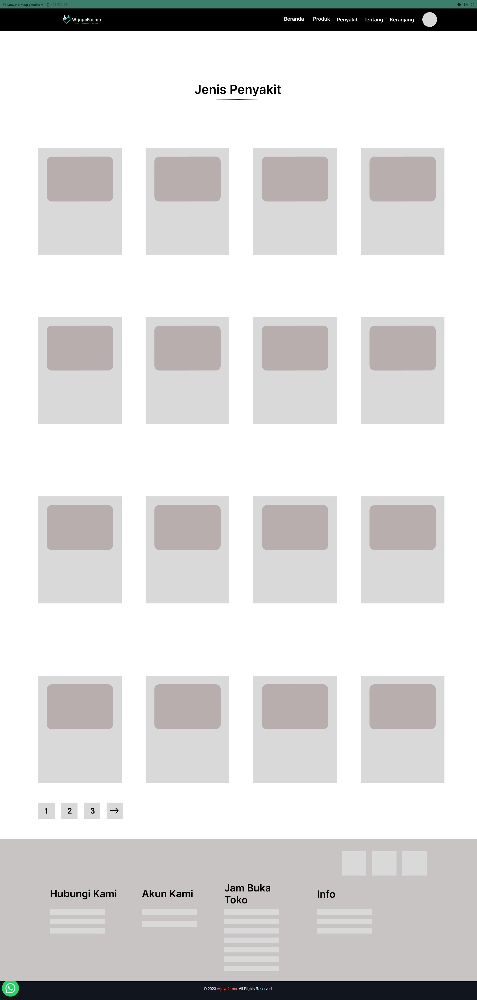 wijayafarma@gmail.com +62-222-22
WijayaFarma
Beranda Produk Penyakit Tentang Keranjang
Jenis Penyakit
1 2 3
Hubungi Kami
Akun Kami
Jam Buka
Toko
Info
© 2023 wijayafarma. All Rights Reserved